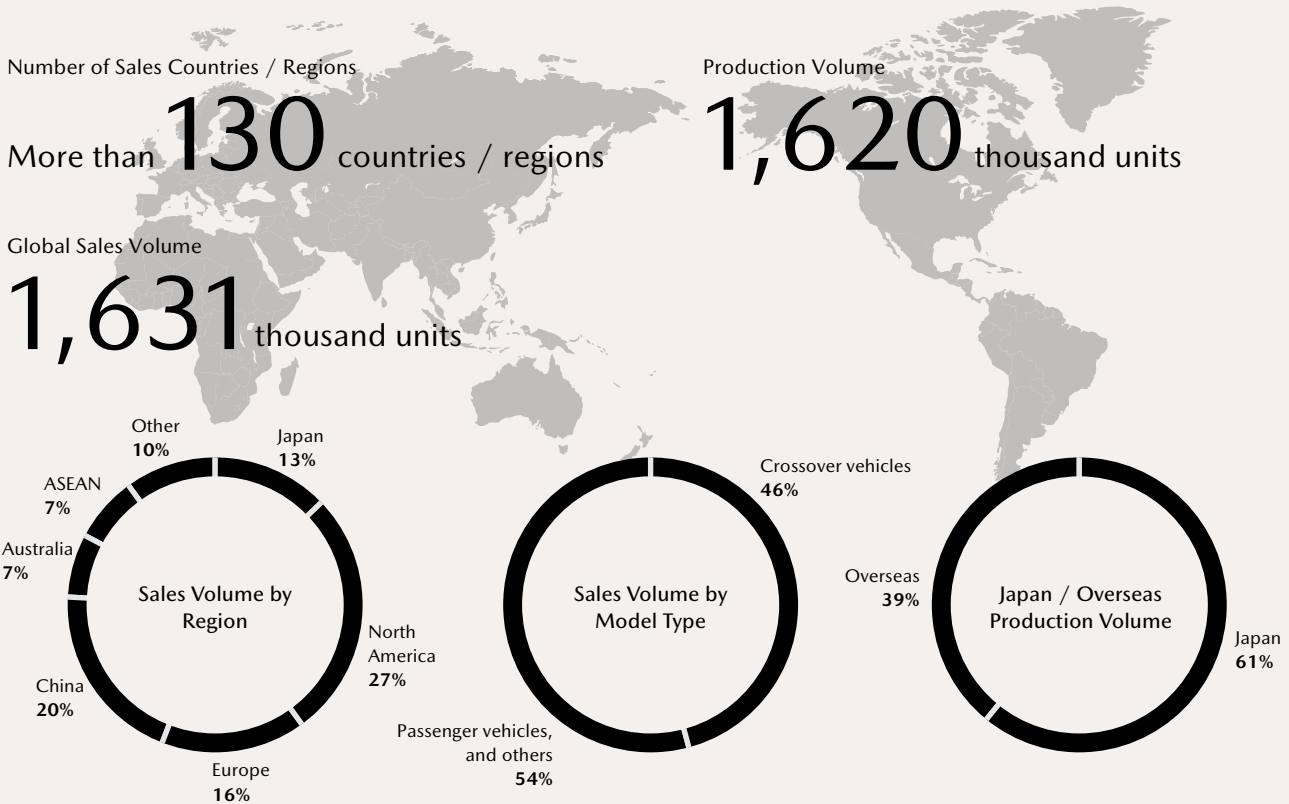 Number of Sales Countries / Regions
More than 130 countries / regions
Production Volume
1,620 thousand units
Global Sales Volume
1,631 thousand units
Other
10%
Japan
13%
ASEAN
7%
Australia
7%
Sales Volume by
Region
North
America
27%
China
20%
Europe
16%
Crossover vehicles
46%
Sales Volume by
Model Type
Passenger vehicles,
and others
54%
Overseas
39%
Japan / Overseas
Production Volume
Japan
61%